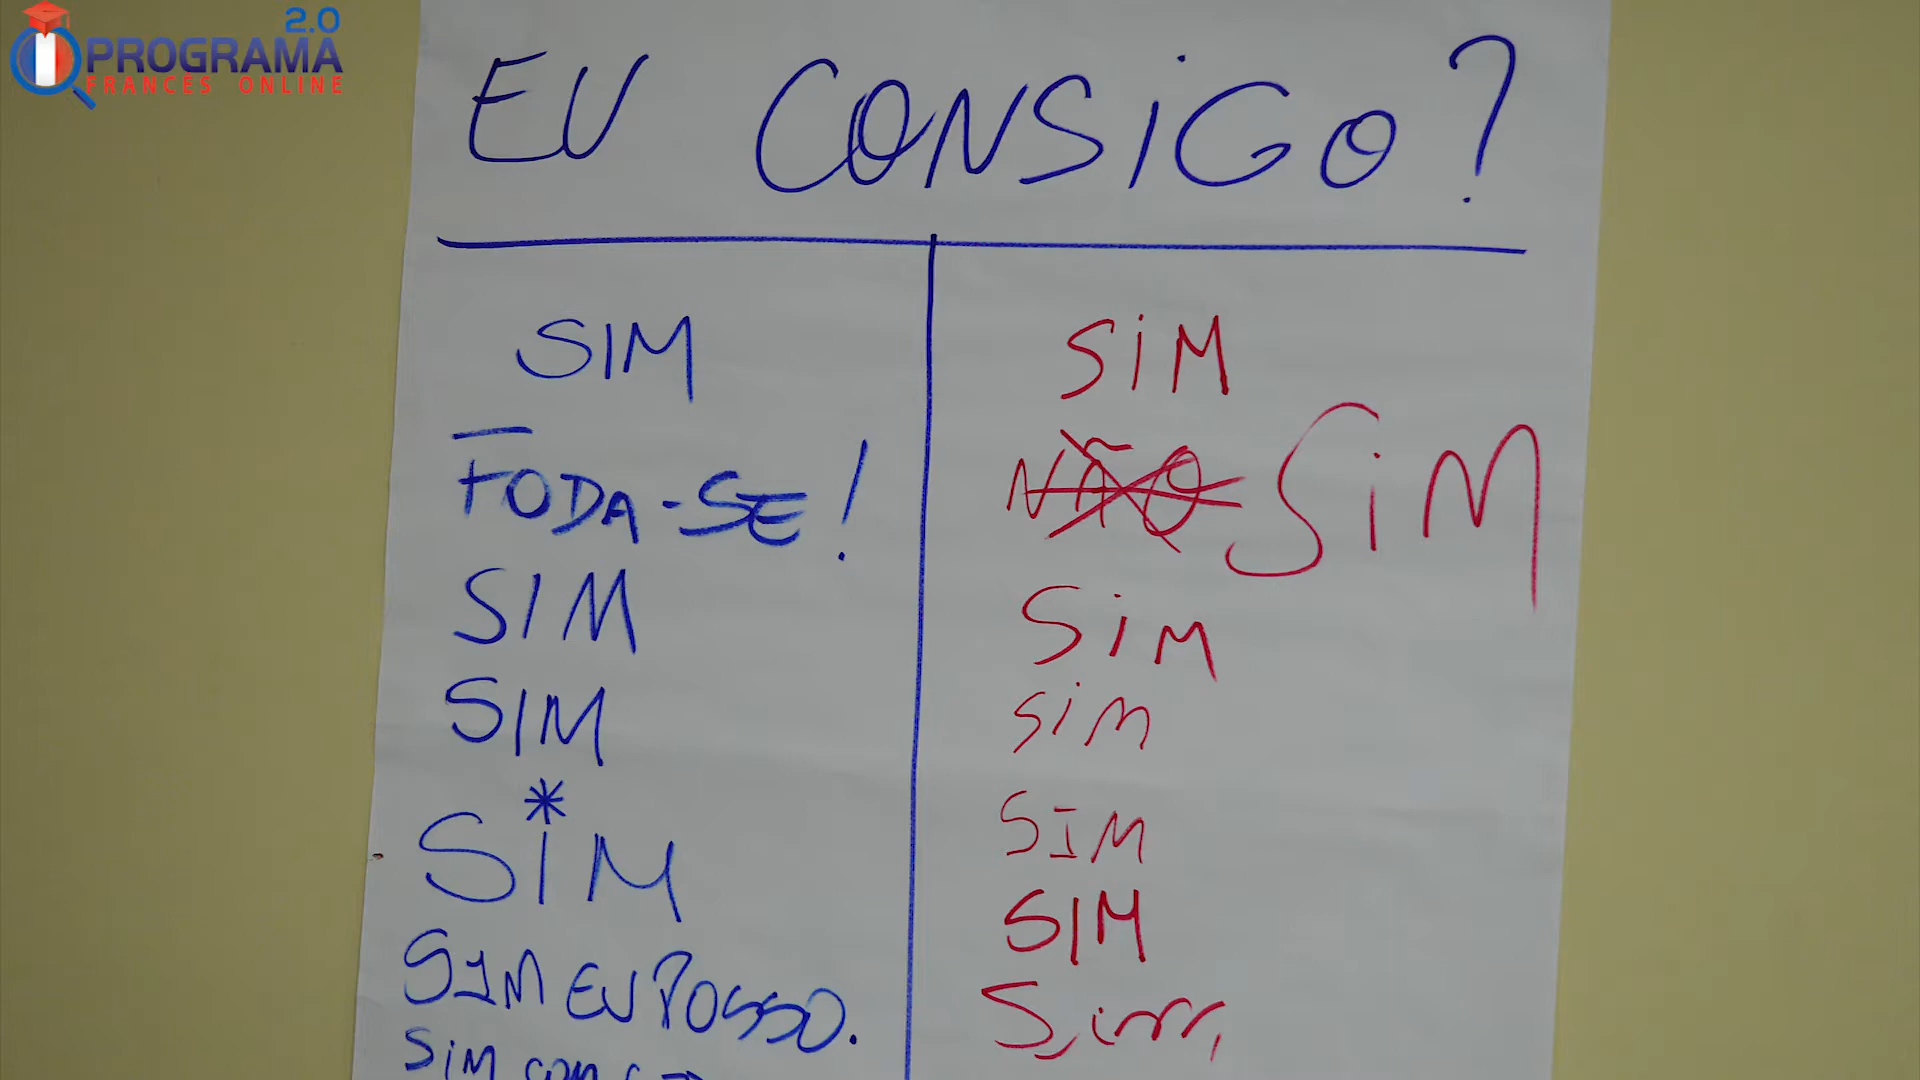 2.0
PROGRAMA
FRANCÊS ONLINE
EU CONSIGO?
SIM
FODA-SE!
SIM
SIM
SIM
SIM EU POSSO.
SIM
SIM
NÃO SIM
SIM
SIM
SIM
SIM
Sim